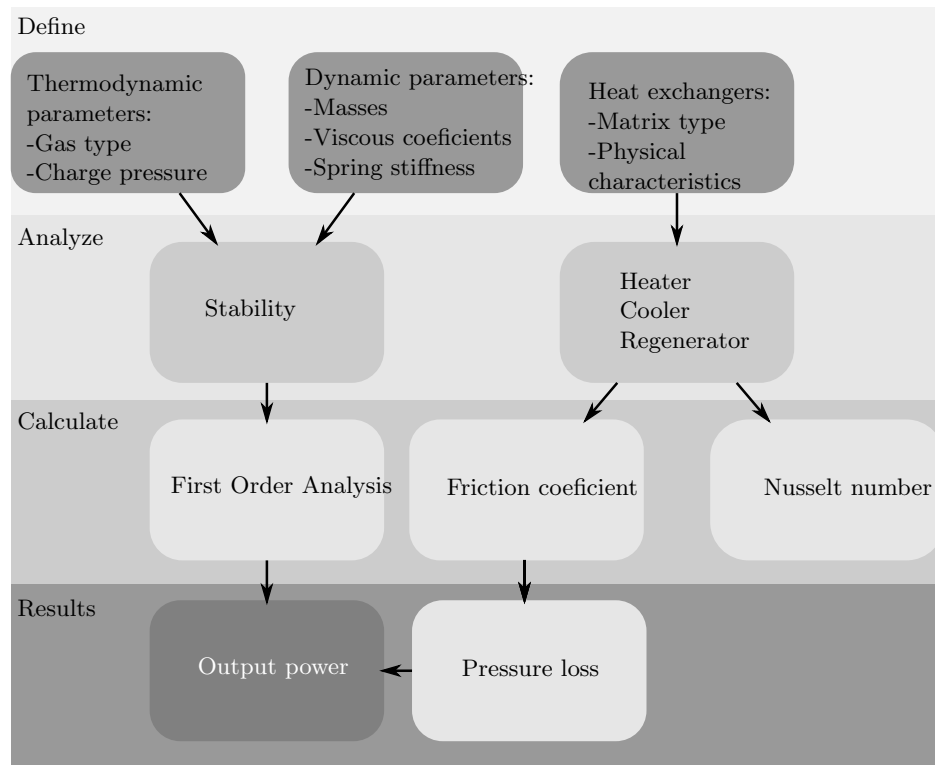 Define
Thermodynamic
parameters:
-Gas type
-Charge pressure
Dynamic parameters:
-Masses
-Viscous coeficients
-Spring stiffness
Heat exchangers:
-Matrix type
-Physical
characteristics
Analyze
Stability
Heater
Cooler
Regenerator
Calculate
First Order Analysis
Friction coeficient
Nusselt number
Results
Output power
Pressure loss